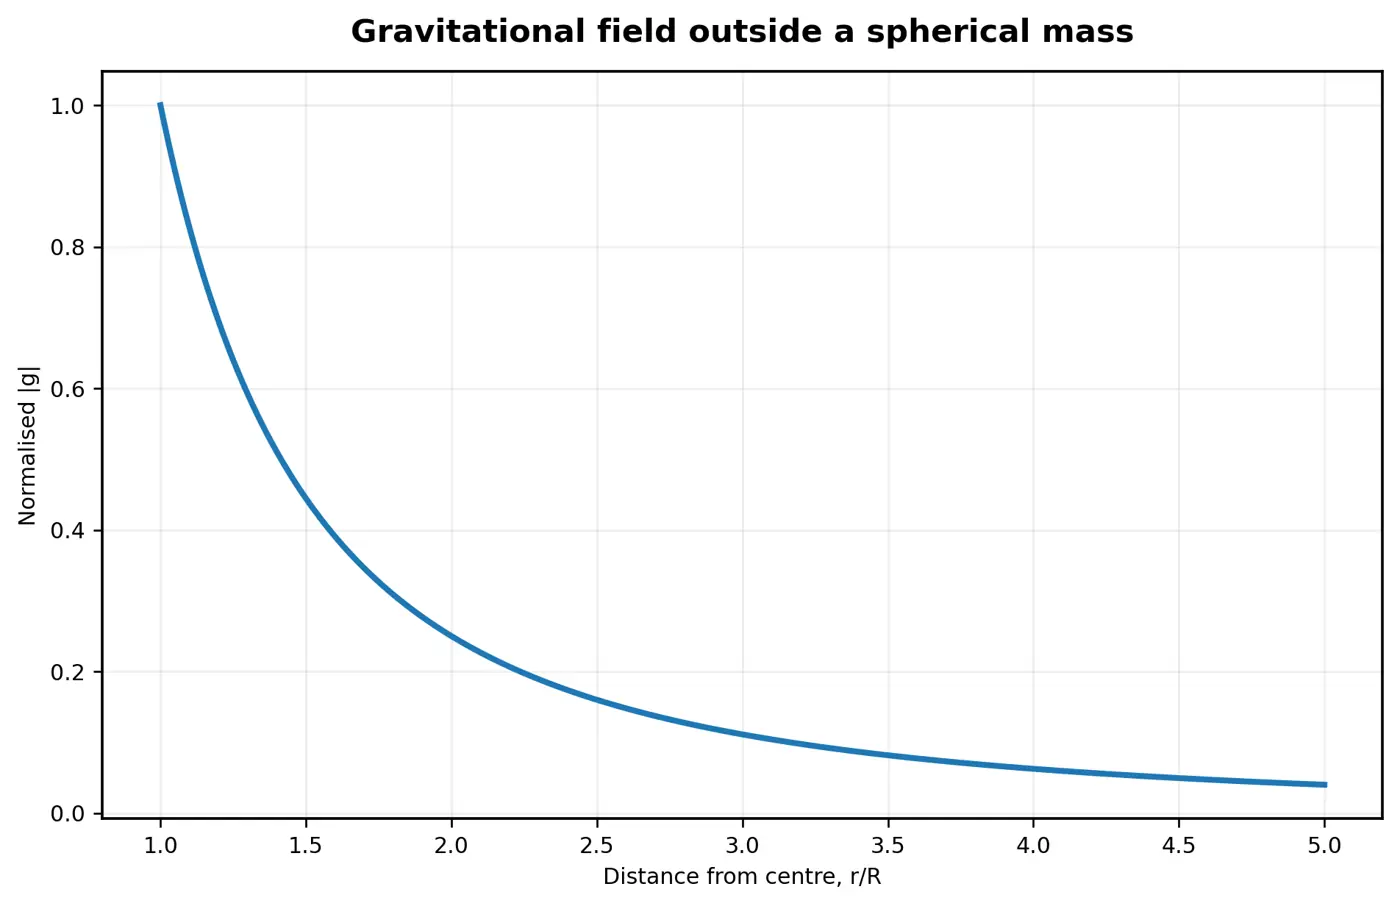 Gravitational field outside a spherical mass
Normalised |g|
1.0
0.8
0.6
0.4
0.2
0.0
1.0 1.5 2.0 2.5 3.0 3.5 4.0 4.5 5.0
Distance from centre, r/R